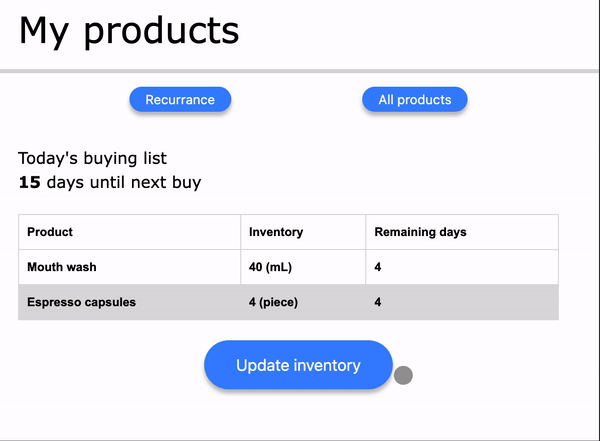 My products
Recurrance
All products
Today's buying list
15 days until next buy
Product Inventory Remaining days
Mouth wash 40 (mL) 4
Espresso capsules 4 (piece) 4
Update inventory